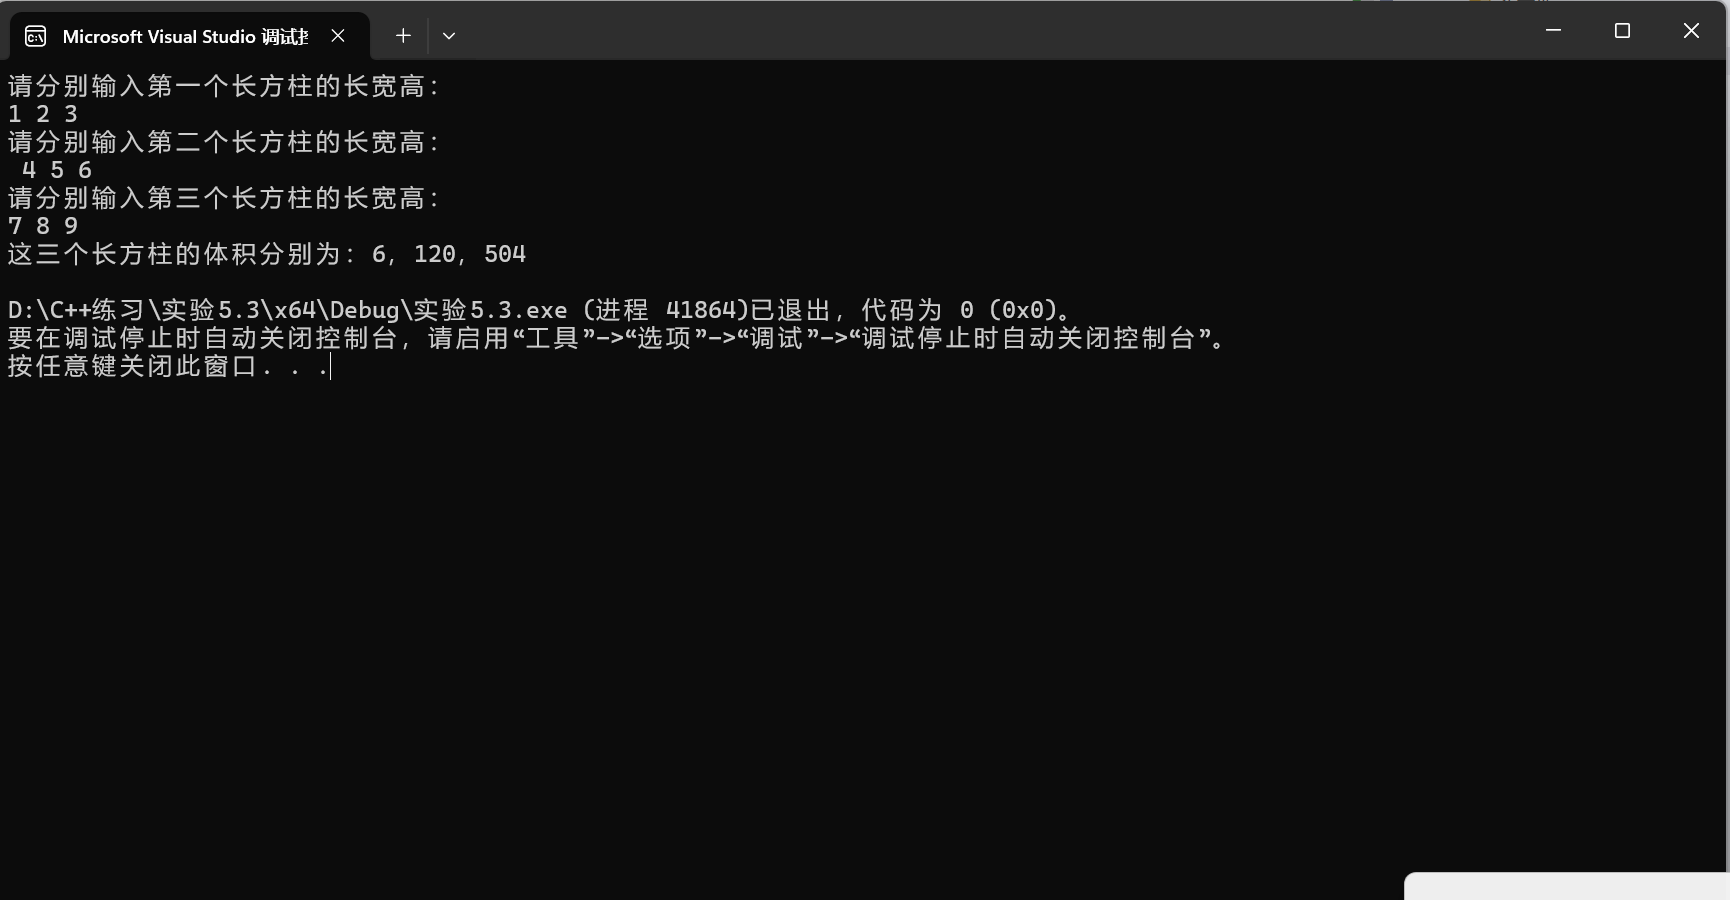 Microsoft Visual Studio 调试
请分别输入第一个长方柱的长宽高：
1 2 3
请分别输入第二个长方柱的长宽高：
4 5 6
请分别输入第三个长方柱的长宽高：
7 8 9
这三个长方柱的体积分别为：6，120，504
D:\C++练习\实验5.3\x64\Debug\实验5.3.exe (进程 41864)已退出，代码为 0 (0x0)。
要在调试停止时自动关闭控制台，请启用“工具”->“选项”->“调试”->“调试停止时自动关闭控制台”。
按任意键关闭此窗口. . .